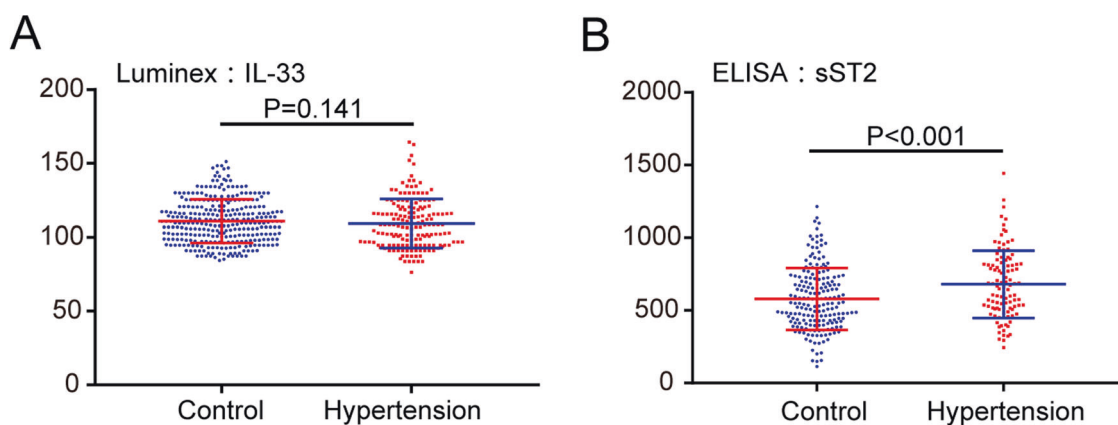 A
Luminex : IL-33
P=0.141
200
150
100
50
0
Control Hypertension
B
ELISA : sST2
P<0.001
2000
1500
1000
500
0
Control Hypertension